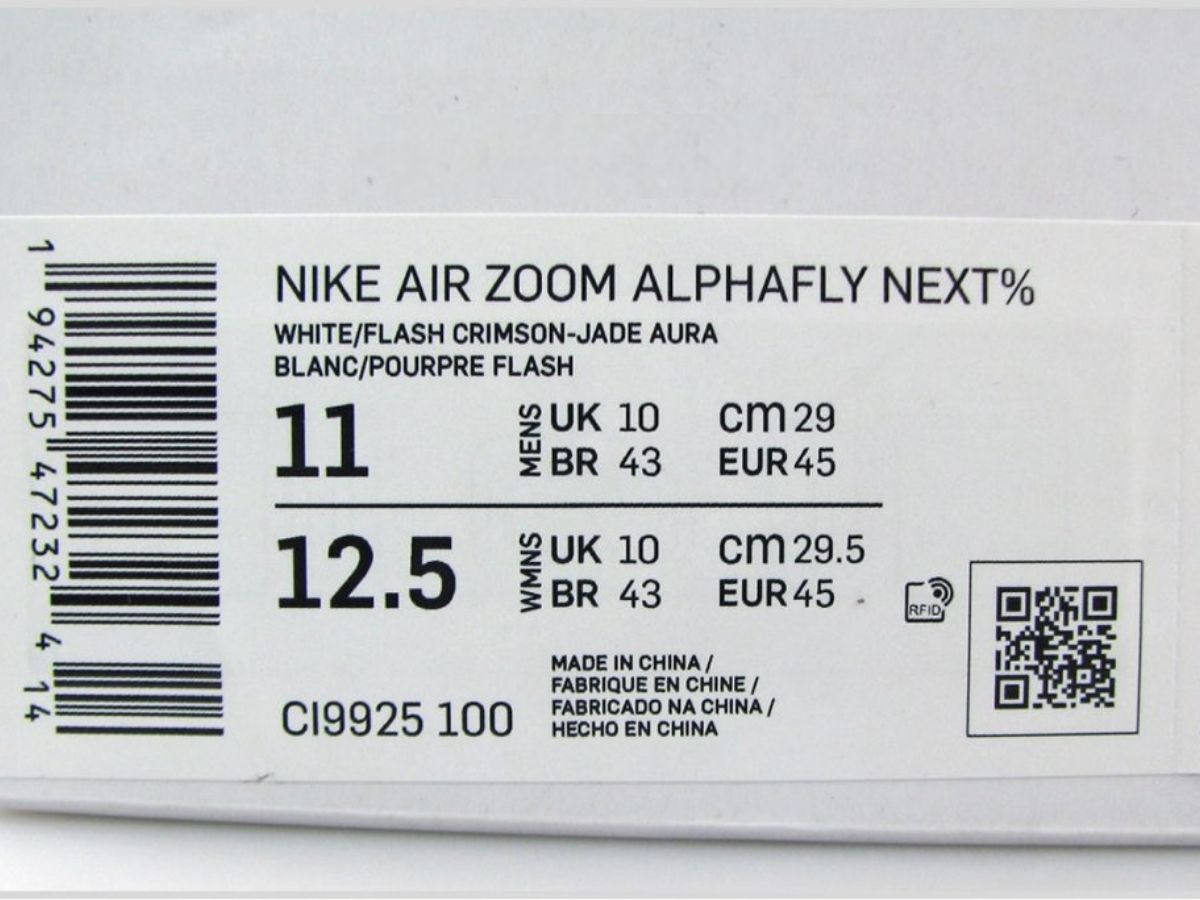 NIKE AIR ZOOM ALPHAFLY NEXT%
WHITE/FLASH CRIMSON-JADE AURA
BLANC/POURPRE FLASH
11 MENS UK 10 cm 29
BR 43 EUR 45
12.5 WMNS UK 10 cm 29.5
BR 43 EUR 45
RFID
MADE IN CHINA /
FABRIQUE EN CHINE /
FABRICADO NA CHINA /
HECHO EN CHINA
CI9925 100
1 94275 47232 4 14